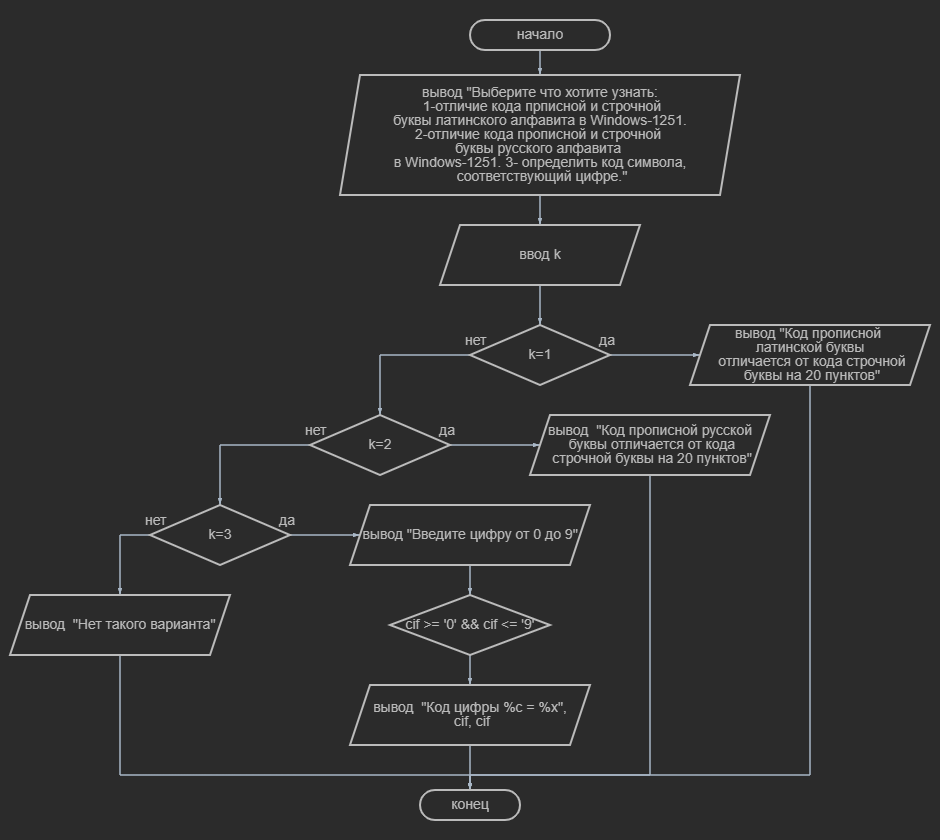 начало
вывод "Выберите что хотите узнать:
1-отличие кода прписной и строчной
буквы латинского алфавита в Windows-1251.
2-отличие кода прописной и строчной
буквы русского алфавита
в Windows-1251. 3- определить код символа,
соответствующий цифре."
ввод k
нет
k=1
да
вывод "Код прописной
латинской буквы
отличается от кода строчной
буквы на 20 пунктов"
нет
k=2
да
вывод "Код прописной русской
буквы отличается от кода
строчной буквы на 20 пунктов"
нет
k=3
да
вывод "Введите цифру от 0 до 9"
вывод "Нет такого варианта"
cif >= '0' && cif <= '9'
вывод "Код цифры %c = %x",
cif, cif
конец